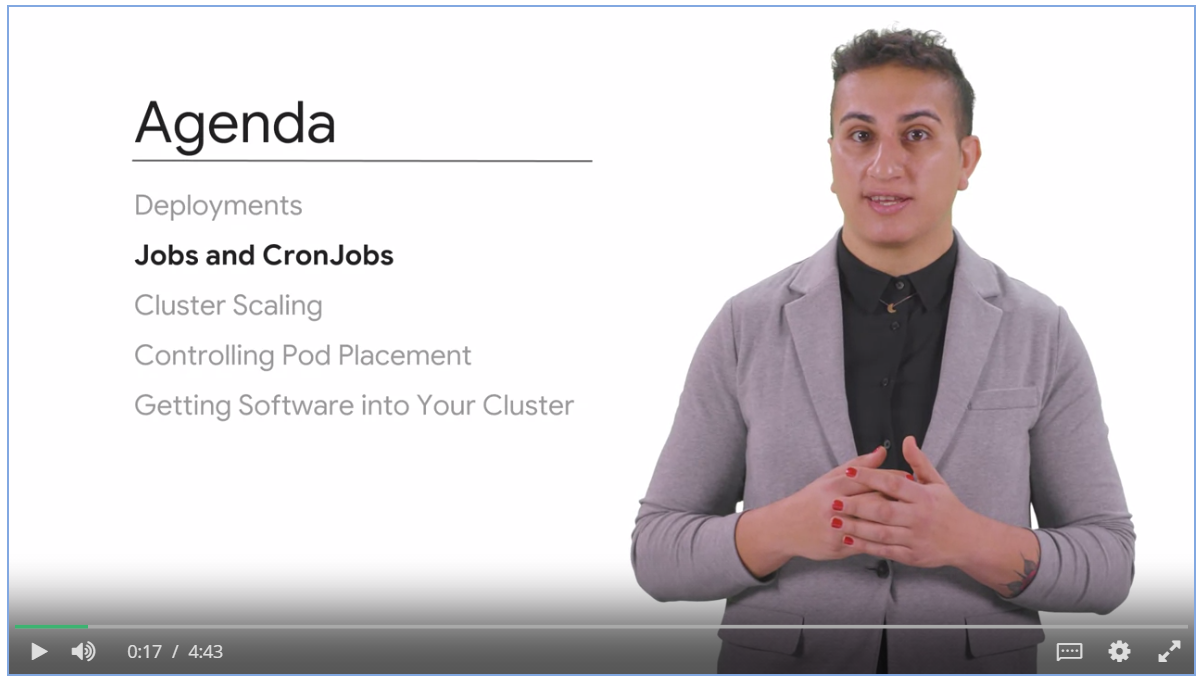 Agenda
Deployments
Jobs and CronJobs
Cluster Scaling
Controlling Pod Placement
Getting Software into Your Cluster
0:17 / 4:43